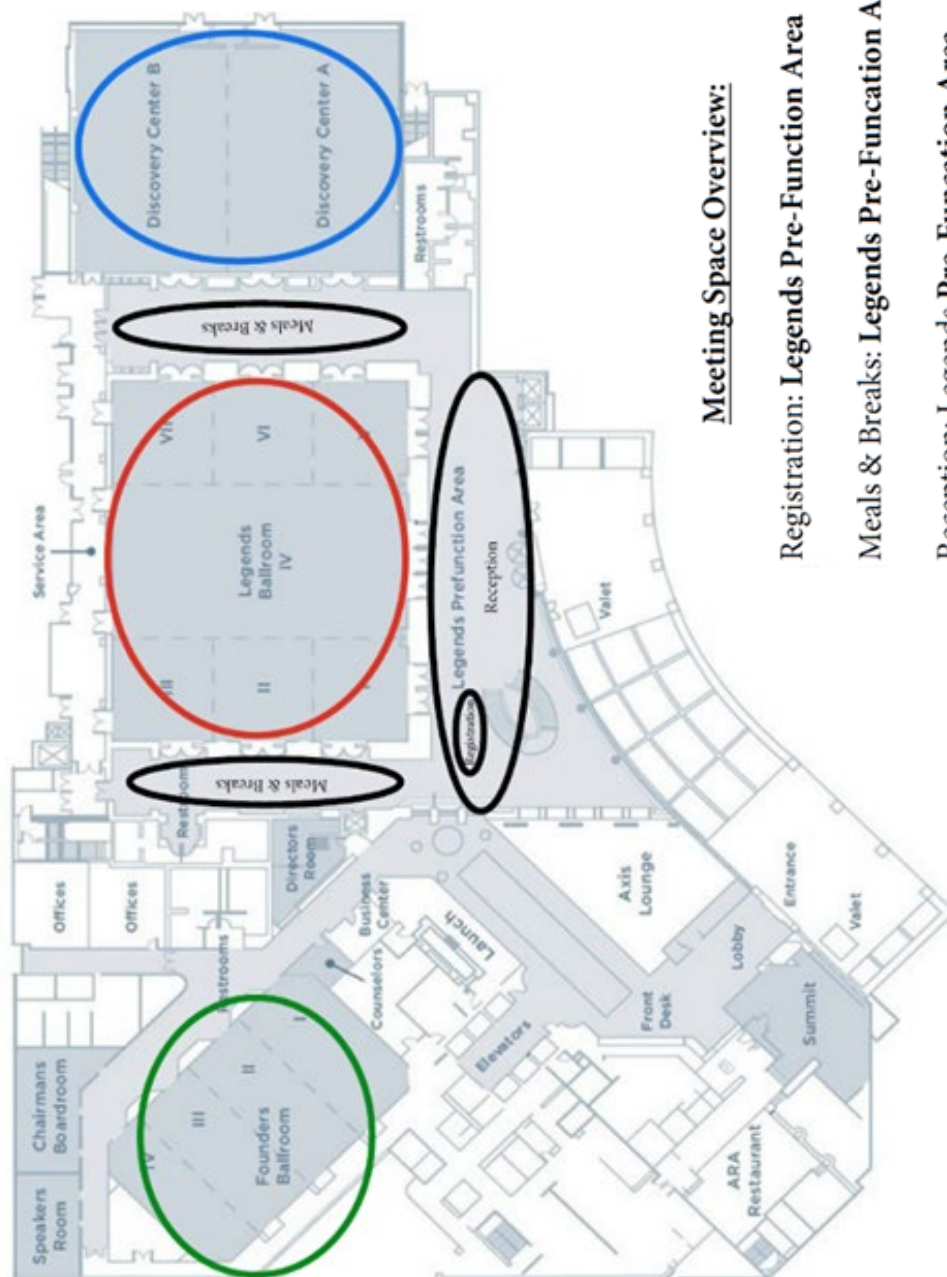 Speakers
Room
Chairmans
Boardroom
Offices
Offices
IV
III
II
I
Founders
Ballroom
Restrooms
Directors
Room
Business
Center
Counselors
Launch
Elevators
Front
Desk
Lobby
Axis
Lounge
ARA
Restaurant
Summit
Valet
Entrance
Restroom
Meals & Breaks
Service Area
III
II
I
Legends
Ballroom
IV
VII
VI
Registration
Legends Prefunction Area
Reception
Valet
Meals & Breaks
Discovery Center B
Discovery Center A
Restrooms
Meeting Space Overview:
Registration: Legends Pre-Function Area
Meals & Breaks: Legends Pre-Funcation A
Reception: Legends Pre-Funcation Area